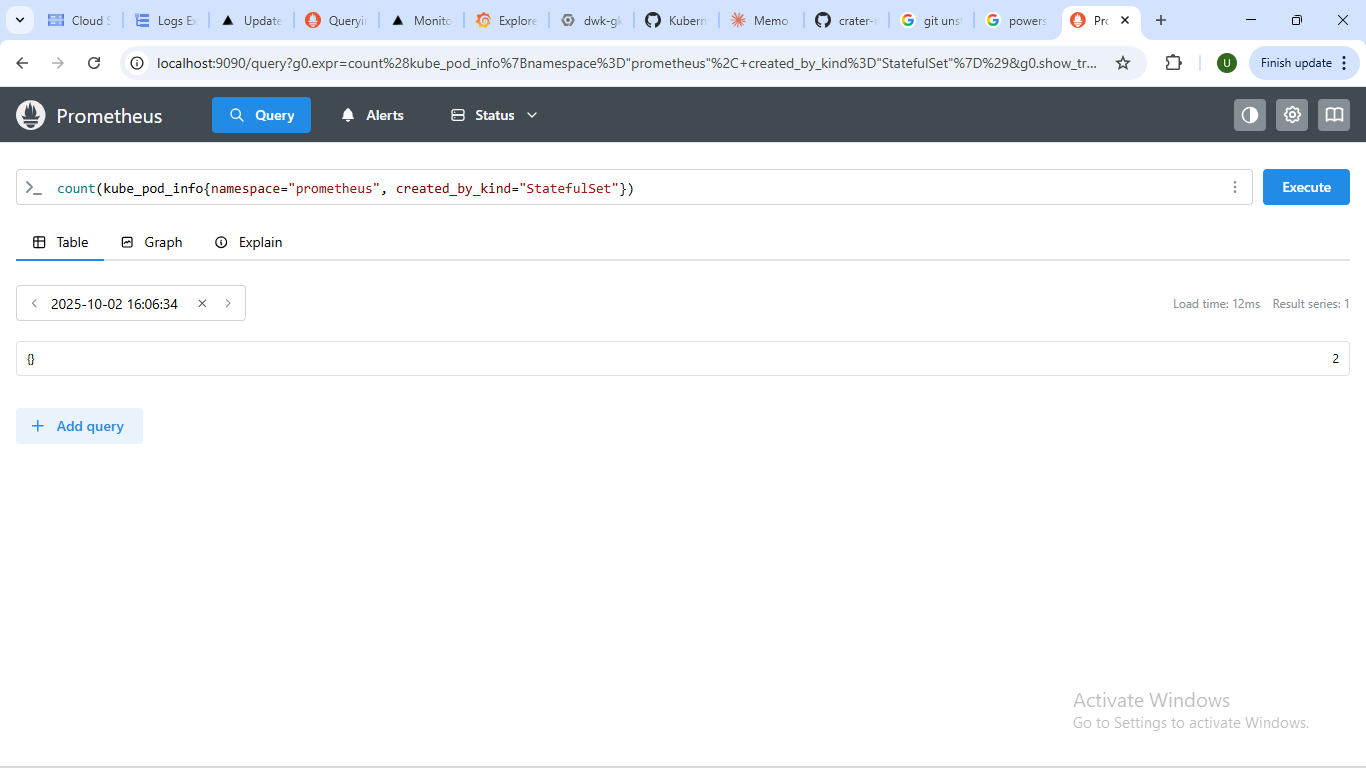 Cloud S
Logs Ex
Update
Queryin
Monito
Explore
dwk-gk
Kubern
Memo
crater-
git uns
powers
Pro
localhost:9090/query?g0.expr=count%28kube_pod_info%7Bnamespace%3D"prometheus"%2C+created_by_kind%3D"StatefulSet"%7D%29&g0.show_tr...
U
Finish update
Prometheus
Query
Alerts
Status
count(kube_pod_info{namespace="prometheus", created_by_kind="StatefulSet"})
Execute
Table
Graph
Explain
2025-10-02 16:06:34
Load time: 12ms Result series: 1
{} 2
Add query
Activate Windows
Go to Settings to activate Windows.